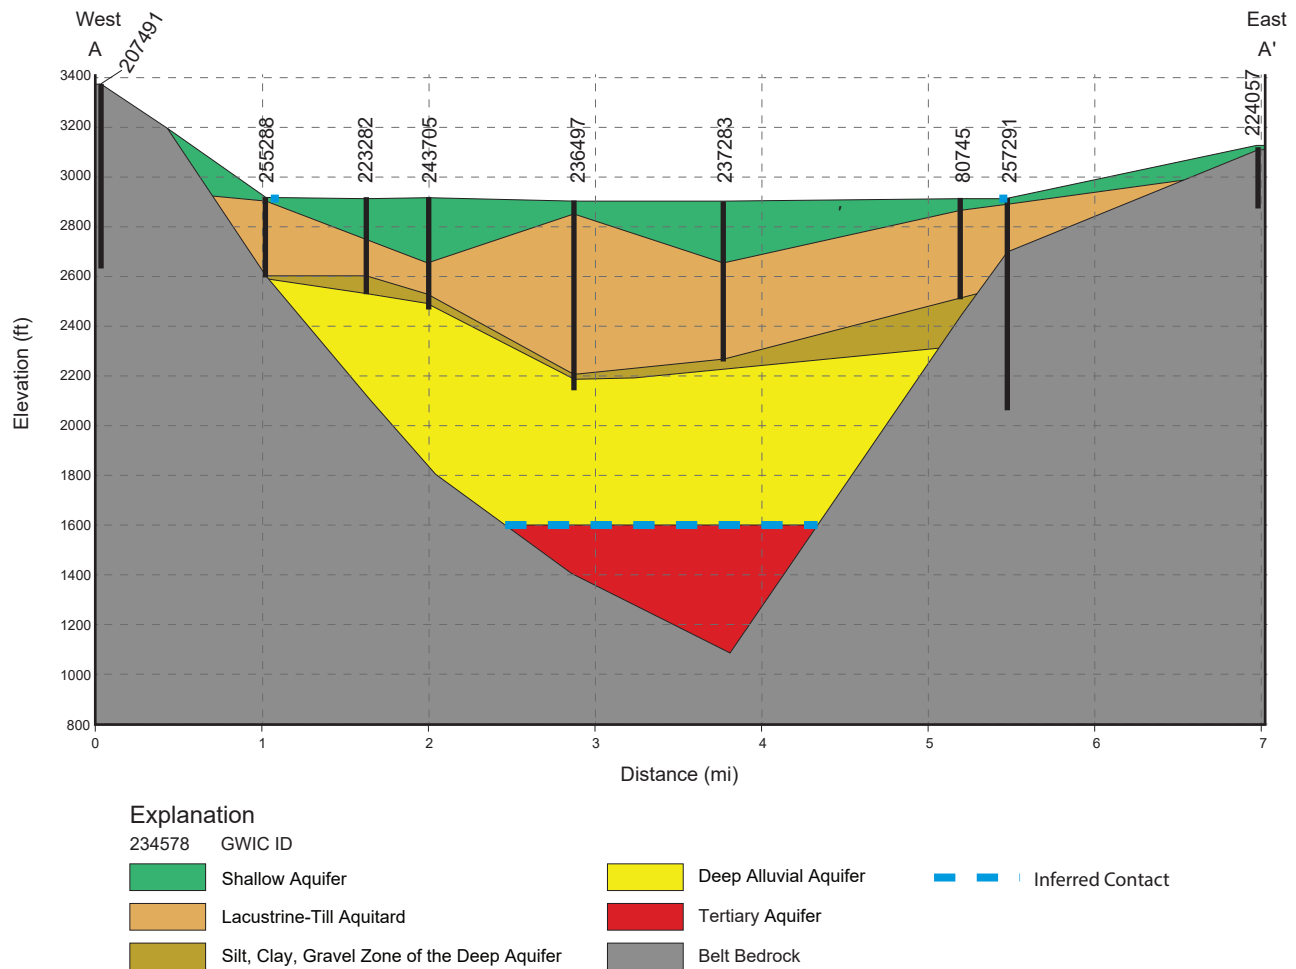 West
East
A
A'
207491
255288
223282
243705
236497
237283
80745
257291
224057
3400
3200
3000
2800
2600
2400
2200
2000
1800
1600
1400
1200
1000
800
Elevation (ft)
0 1 2 3 4 5 6 7
Distance (mi)
Explanation
234578 GWIC ID
Shallow Aquifer
Deep Alluvial Aquifer
Inferred Contact
Lacustrine-Till Aquitard
Tertiary Aquifer
Silt, Clay, Gravel Zone of the Deep Aquifer
Belt Bedrock